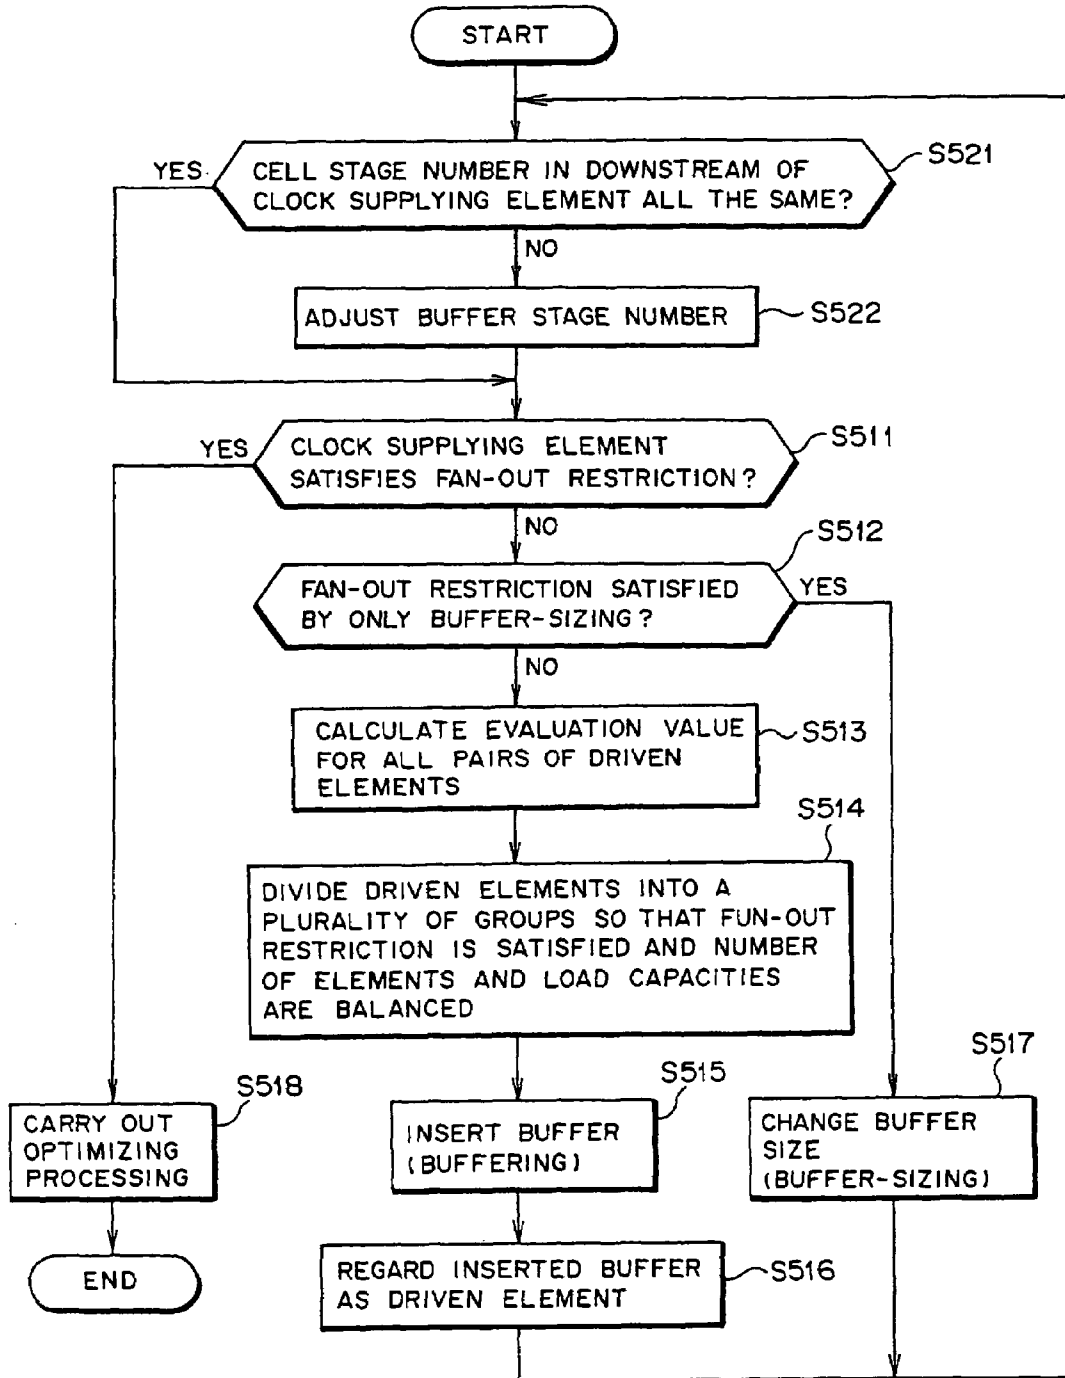 START
YES
CELL STAGE NUMBER IN DOWNSTREAM OF
CLOCK SUPPLYING ELEMENT ALL THE SAME?
S521
NO
ADJUST BUFFER STAGE NUMBER
S522
YES
CLOCK SUPPLYING ELEMENT
SATISFIES FAN-OUT RESTRICTION?
S511
NO
S512
FAN-OUT RESTRICTION SATISFIED
BY ONLY BUFFER-SIZING?
YES
NO
CALCULATE EVALUATION VALUE
FOR ALL PAIRS OF DRIVEN
ELEMENTS
S513
S514
DIVIDE DRIVEN ELEMENTS INTO A
PLURALITY OF GROUPS SO THAT FUN-OUT
RESTRICTION IS SATISFIED AND NUMBER
OF ELEMENTS AND LOAD CAPACITIES
ARE BALANCED
S518
CARRY OUT
OPTIMIZING
PROCESSING
S515
INSERT BUFFER
(BUFFERING)
S517
CHANGE BUFFER
SIZE
(BUFFER-SIZING)
END
REGARD INSERTED BUFFER
AS DRIVEN ELEMENT
S516